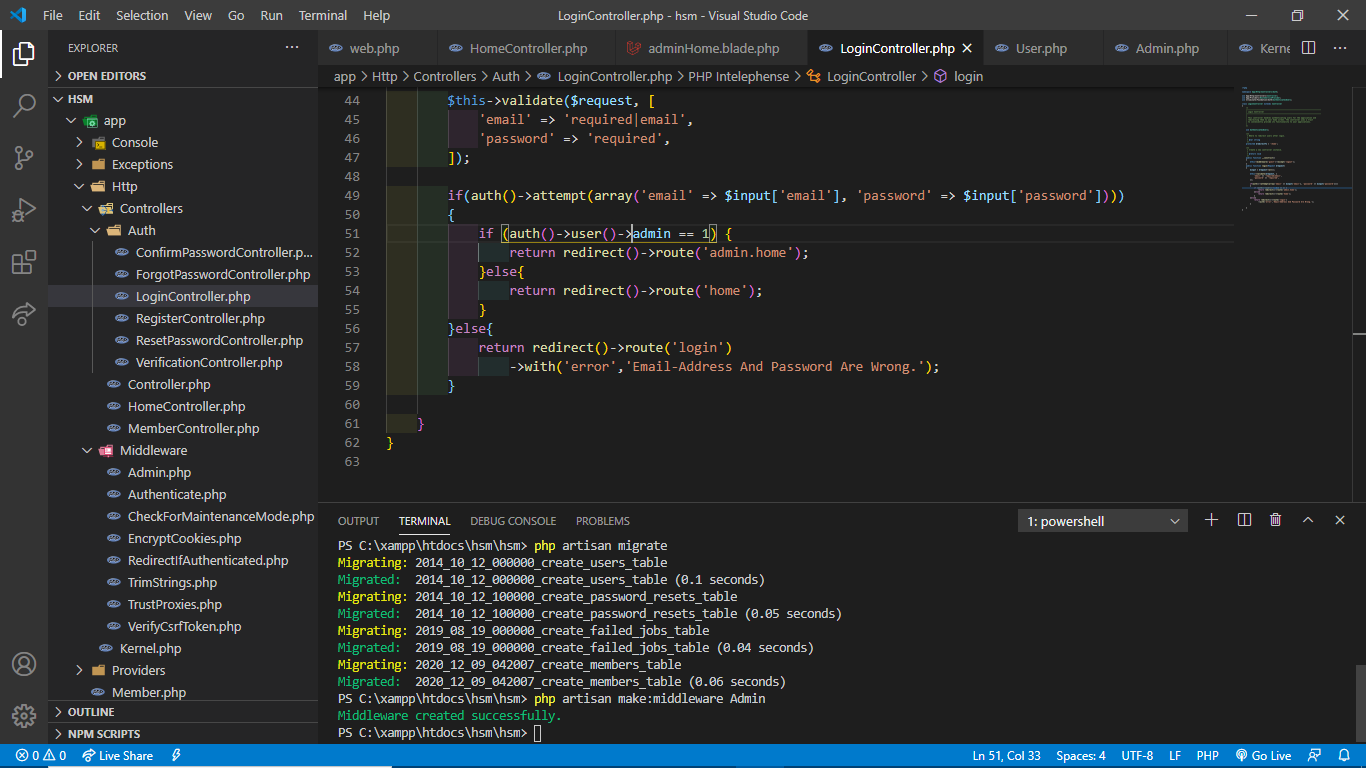 File Edit Selection View Go Run Terminal Help LoginController.php - hsm - Visual Studio Code
EXPLORER ···
OPEN EDITORS
HSM
app
Console
Exceptions
Http
Controllers
Auth
ConfirmPasswordController.p...
ForgotPasswordController.php
LoginController.php
RegisterController.php
ResetPasswordController.php
VerificationController.php
Controller.php
HomeController.php
MemberController.php
Middleware
Admin.php
Authenticate.php
CheckForMaintenanceMode.php
EncryptCookies.php
RedirectIfAuthenticated.php
TrimStrings.php
TrustProxies.php
VerifyCsrfToken.php
Kernel.php
Providers
Member.php
OUTLINE
NPM SCRIPTS
web.php HomeController.php adminHome.blade.php LoginController.php User.php Admin.php Kerne
app > Http > Controllers > Auth > LoginController.php > PHP Intelephense > LoginController > login
44 $this->validate($request, [
45 'email' => 'required|email',
46 'password' => 'required',
47 ]);
48
49 if(auth()->attempt(array('email' => $input['email'], 'password' => $input['password'])))
50 {
51 if (auth()->user()->admin == 1) {
52 return redirect()->route('admin.home');
53 }else{
54 return redirect()->route('home');
55 }
56 }else{
57 return redirect()->route('login')
58 ->with('error','Email-Address And Password Are Wrong.');
59 }
60
61 }
62 }
63
OUTPUT TERMINAL DEBUG CONSOLE PROBLEMS 1: powershell
PS C:\xampp\htdocs\hsm\hsm> php artisan migrate
Migrating: 2014_10_12_000000_create_users_table
Migrated: 2014_10_12_000000_create_users_table (0.1 seconds)
Migrating: 2014_10_12_100000_create_password_resets_table
Migrated: 2014_10_12_100000_create_password_resets_table (0.05 seconds)
Migrating: 2019_08_19_000000_create_failed_jobs_table
Migrated: 2019_08_19_000000_create_failed_jobs_table (0.04 seconds)
Migrating: 2020_12_09_042007_create_members_table
Migrated: 2020_12_09_042007_create_members_table (0.06 seconds)
PS C:\xampp\htdocs\hsm\hsm> php artisan make:middleware Admin
Middleware created successfully.
PS C:\xampp\htdocs\hsm\hsm>
0 0 Live Share Ln 51, Col 33 Spaces: 4 UTF-8 LF PHP Go Live